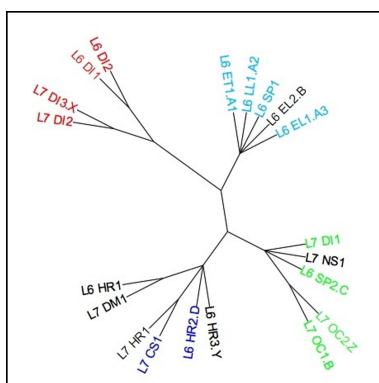 L6 DI2
L6 DI1
L7 DI3.X
L7 DI2
L6 ET1.A1
L6 LL1.A2
L6 SP1
L6 EL2.B
L6 EL1.A3
L7 DI1
L7 NS1
L6 SP2.C
L7 OC2.Z
L7 OC1.B
L6 HR3.Y
L6 HR2.D
L7 CS1
L7 HR1
L7 DM1
L6 HR1